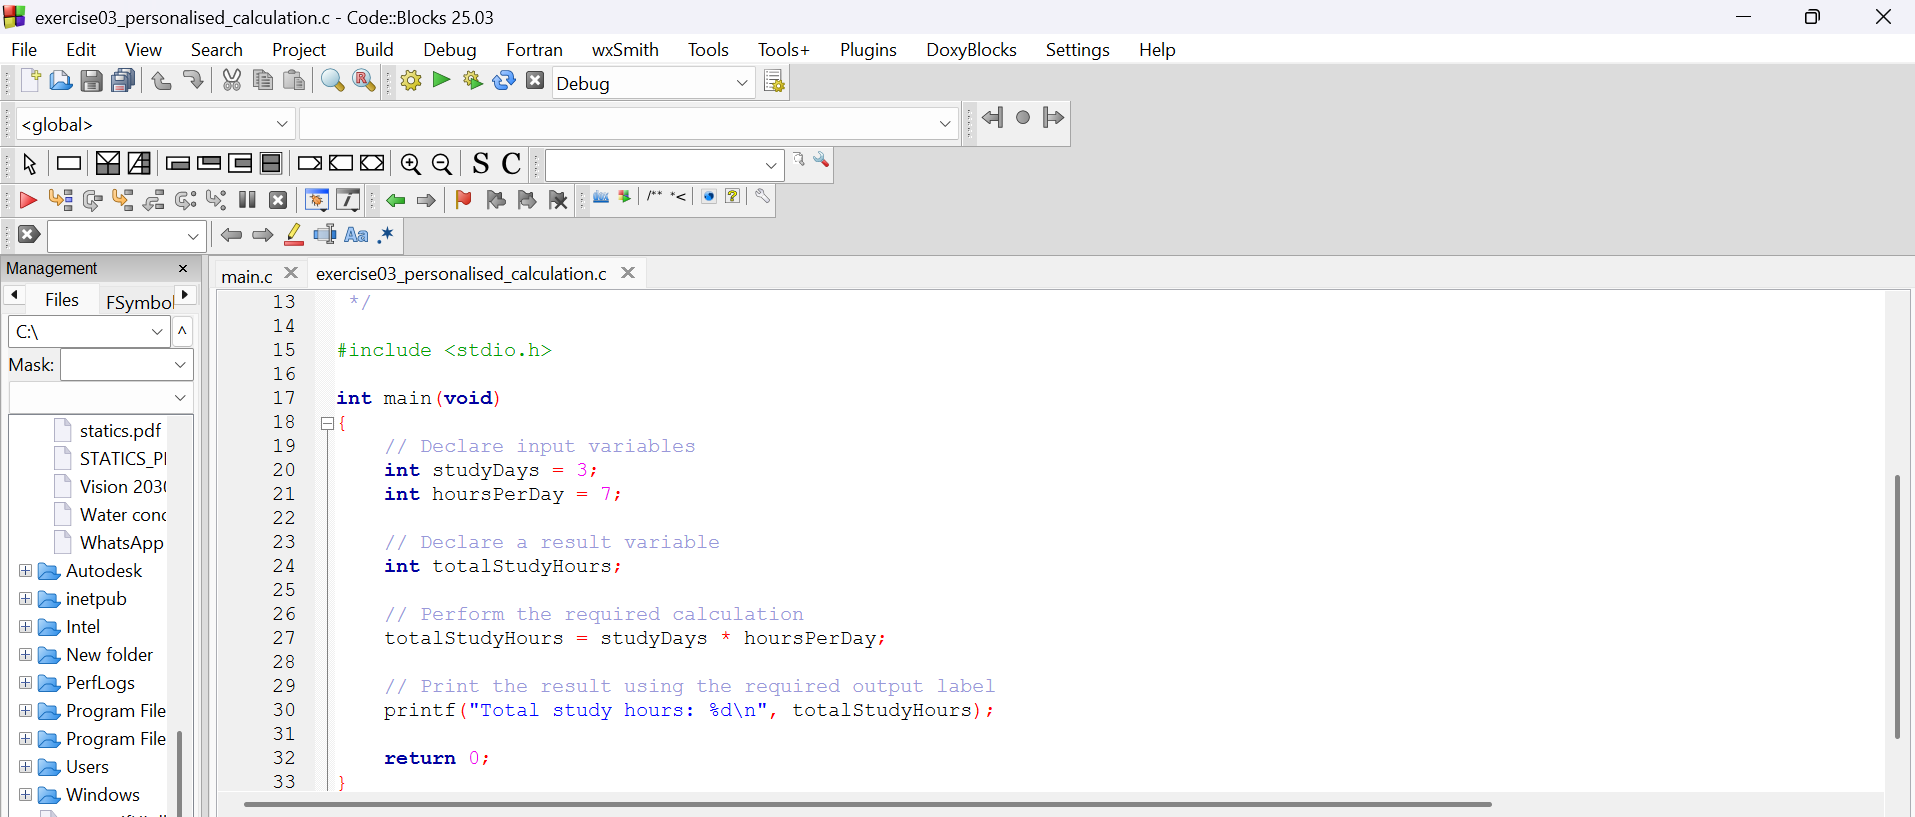 exercise03_personalised_calculation.c - Code::Blocks 25.03
File Edit View Search Project Build Debug Fortran wxSmith Tools Tools+ Plugins DoxyBlocks Settings Help
Debug
<global>
S C
/** *<
Aa .*
Management
main.c exercise03_personalised_calculation.c
Files FSymbol
C:\
Mask:
statics.pdf
STATICS_P
Vision 203
Water con
WhatsApp
Autodesk
inetpub
Intel
New folder
PerfLogs
Program File
Program File
Users
Windows
13 */
14
15 #include <stdio.h>
16
17 int main(void)
18 {
19 // Declare input variables
20 int studyDays = 3;
21 int hoursPerDay = 7;
22
23 // Declare a result variable
24 int totalStudyHours;
25
26 // Perform the required calculation
27 totalStudyHours = studyDays * hoursPerDay;
28
29 // Print the result using the required output label
30 printf("Total study hours: %d\n", totalStudyHours);
31
32 return 0;
33 }